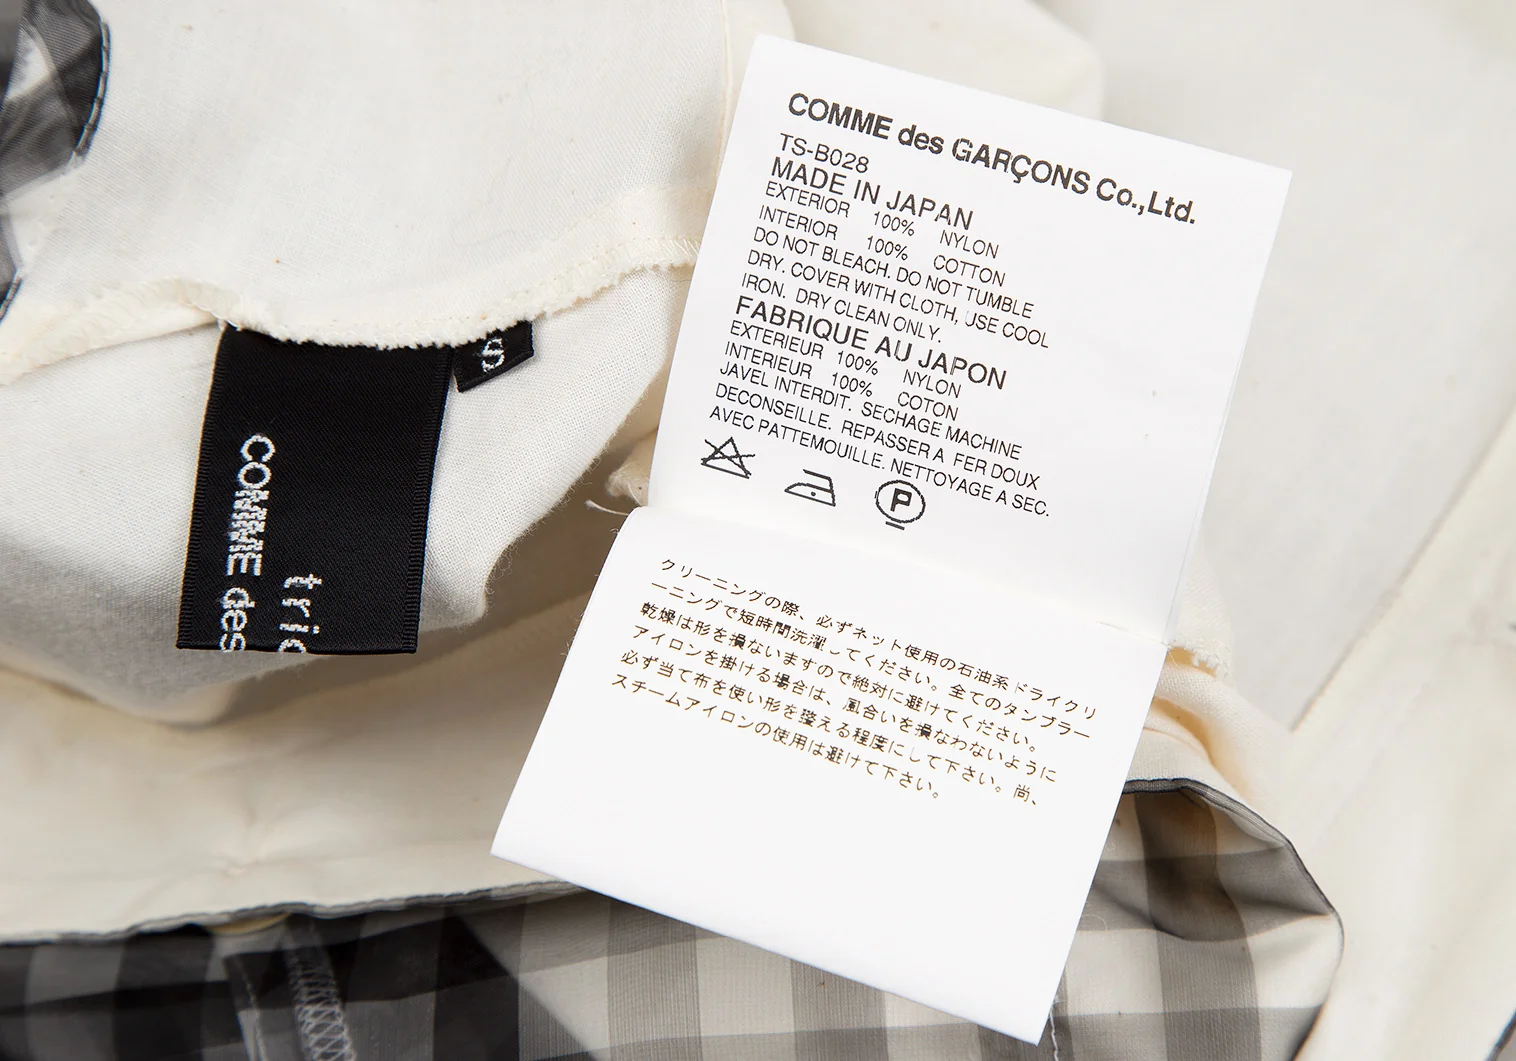 COMME des GARÇONS Co.,Ltd.
TS-B028
MADE IN JAPAN
EXTERIOR 100% NYLON
INTERIOR 100% COTTON
DO NOT BLEACH. DO NOT TUMBLE
DRY. COVER WITH CLOTH, USE COOL
IRON. DRY CLEAN ONLY.
FABRIQUE AU JAPON
EXTERIEUR 100% NYLON
INTERIEUR 100% COTON
JAVEL INTERDIT. SECHAGE MACHINE
DECONSEILLE. REPASSER A FER DOUX
AVEC PATTEMOUILLE. NETTOYAGE A SEC.
P
クリーニングの際、必ずネット使用の石油系ドライクリ
ーニングで短時間洗濯してください。全てのタンブラー
乾燥は形を損ないますので絶対に避けてください。
アイロンを掛ける場合は、風合いを損なわないように
必ず当て布を使い形を整える程度にして下さい。尚、
スチームアイロンの使用は避けて下さい。
S
tric
COMME des